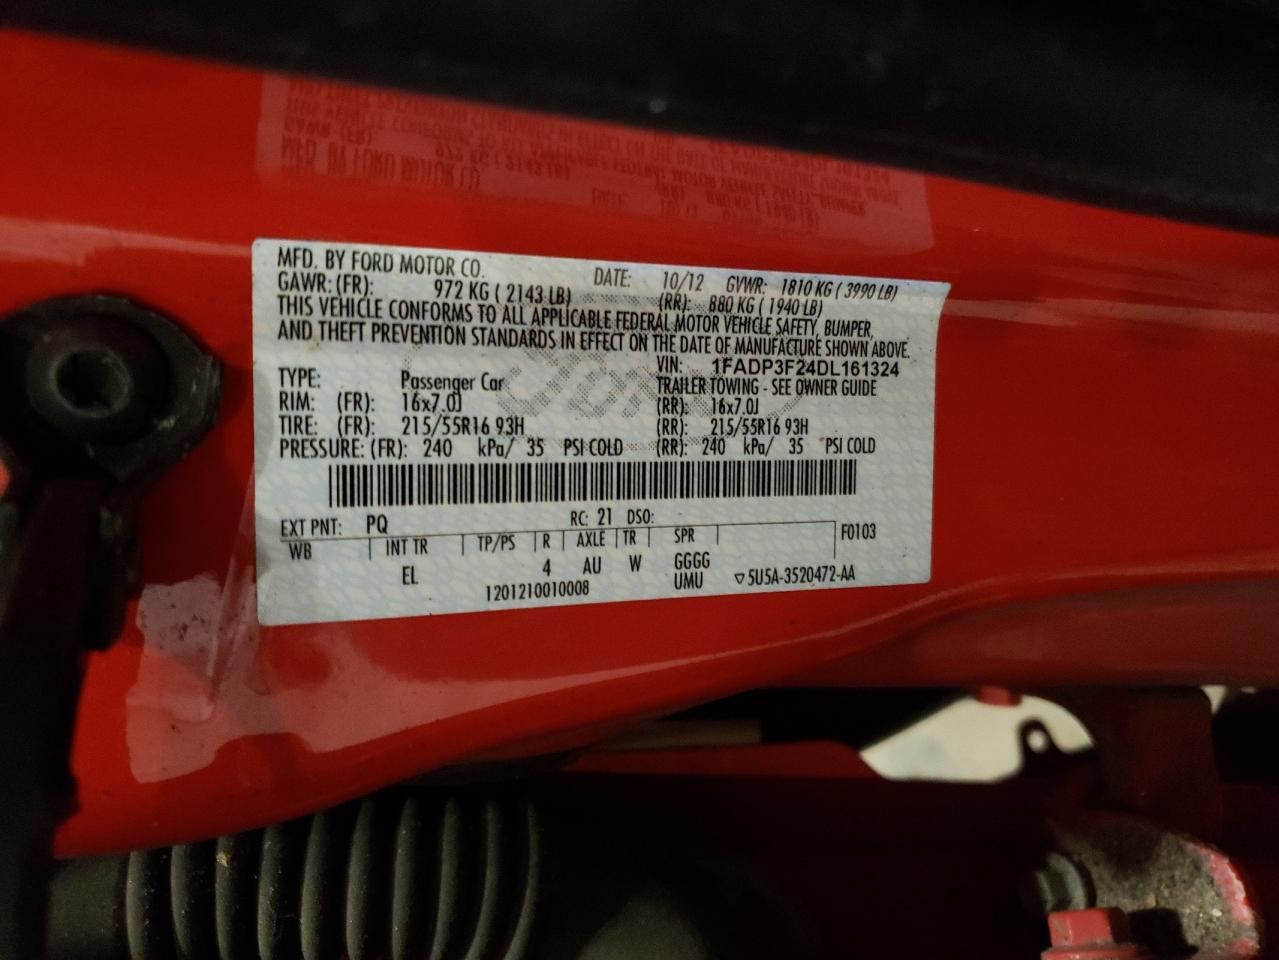 MFD. BY FORD MOTOR CO. DATE: 10/12 GVWR: 1810 KG ( 3990 LB)
GAWR: (FR): 972 KG ( 2143 LB) (RR): 880 KG ( 1940 LB)
THIS VEHICLE CONFORMS TO ALL APPLICABLE FEDERAL MOTOR VEHICLE SAFETY, BUMPER,
AND THEFT PREVENTION STANDARDS IN EFFECT ON THE DATE OF MANUFACTURE SHOWN ABOVE.
VIN: 1FADP3F24DL161324
TYPE: Passenger Car TRAILER TOWING - SEE OWNER GUIDE
RIM: (FR): 16x7.0J (RR): 16x7.0J
TIRE: (FR): 215/55R16 93H (RR): 215/55R16 93H
PRESSURE: (FR): 240 kPa/ 35 PSI COLD (RR): 240 kPa/ 35 PSI COLD
EXT PNT: PQ RC: 21 DSO:
WB INT TR TP/PS R AXLE TR SPR F0103
EL 4 AU W GGGG
1201210010008 UMU ▽5U5A-3520472-AA